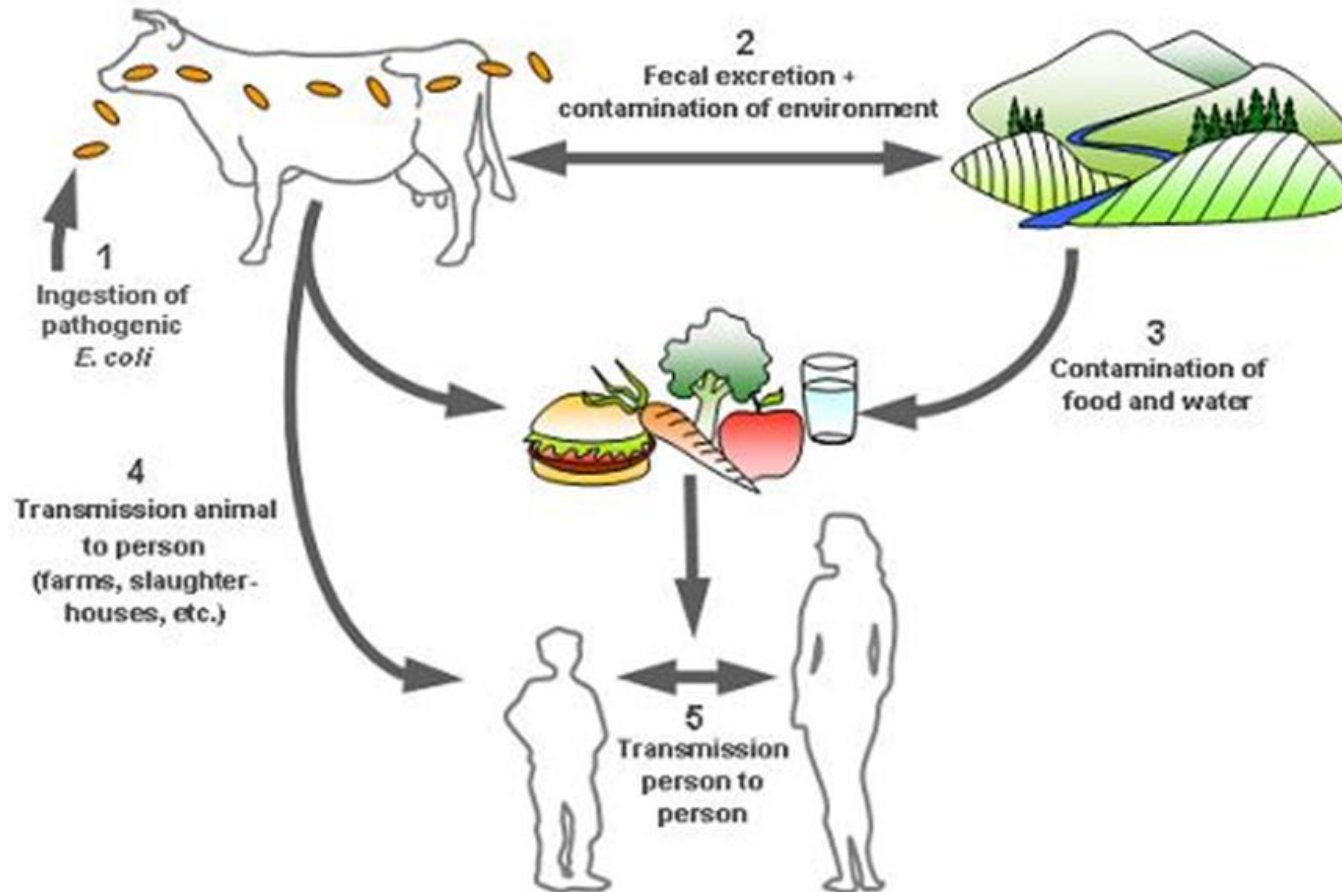 1
Ingestion of
pathogenic
E. coli
2
Fecal excretion +
contamination of environment
3
Contamination of
food and water
4
Transmission animal
to person
(farms, slaughter-
houses, etc.)
5
Transmission
person to
person